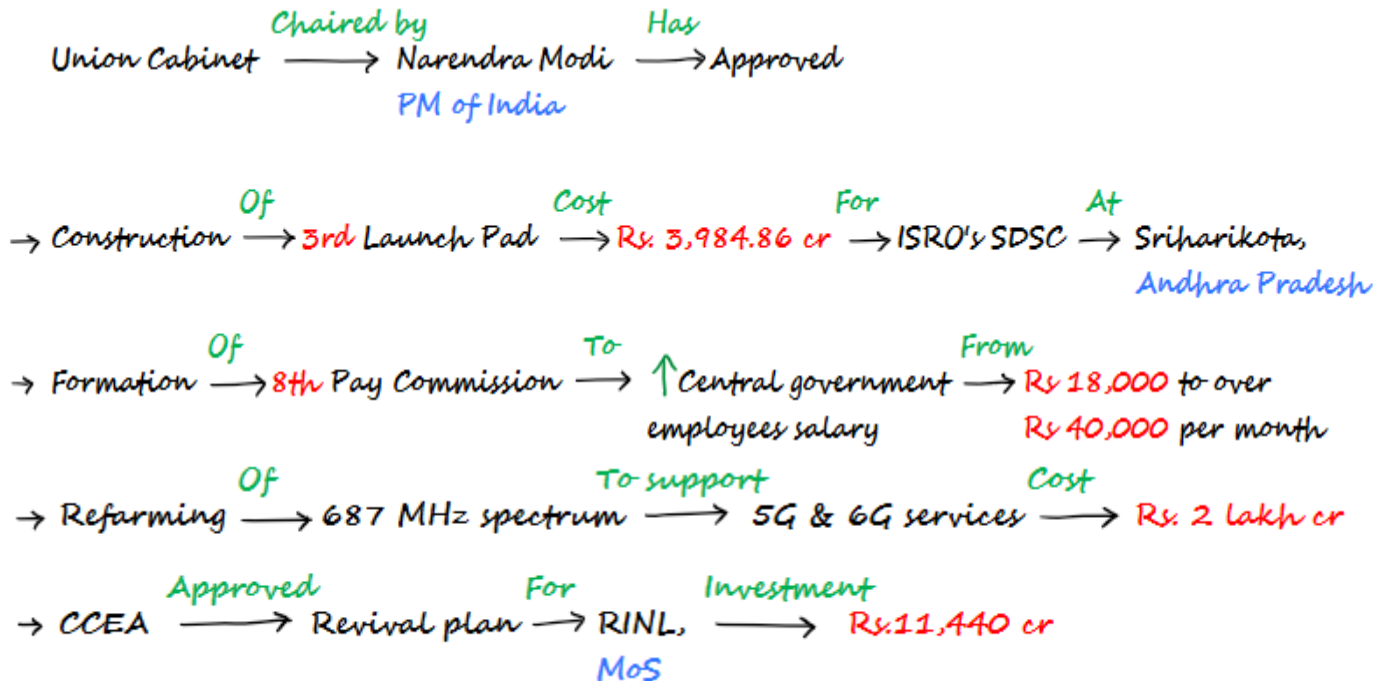 Chaired by Has
Union Cabinet → Narendra Modi → Approved
PM of India
Of Cost For At
→ Construction → 3rd Launch Pad → Rs. 3,984.86 cr → ISRO's SDSC → Sriharikota,
Andhra Pradesh
Of To From
→ Formation → 8th Pay Commission → ↑ Central government → Rs 18,000 to over
employees salary Rs 40,000 per month
Of To support Cost
→ Refarming → 687 MHz spectrum → 5G & 6G services → Rs. 2 lakh cr
Approved For Investment
→ CCEA → Revival plan → RINL, → Rs.11,440 cr
MoS